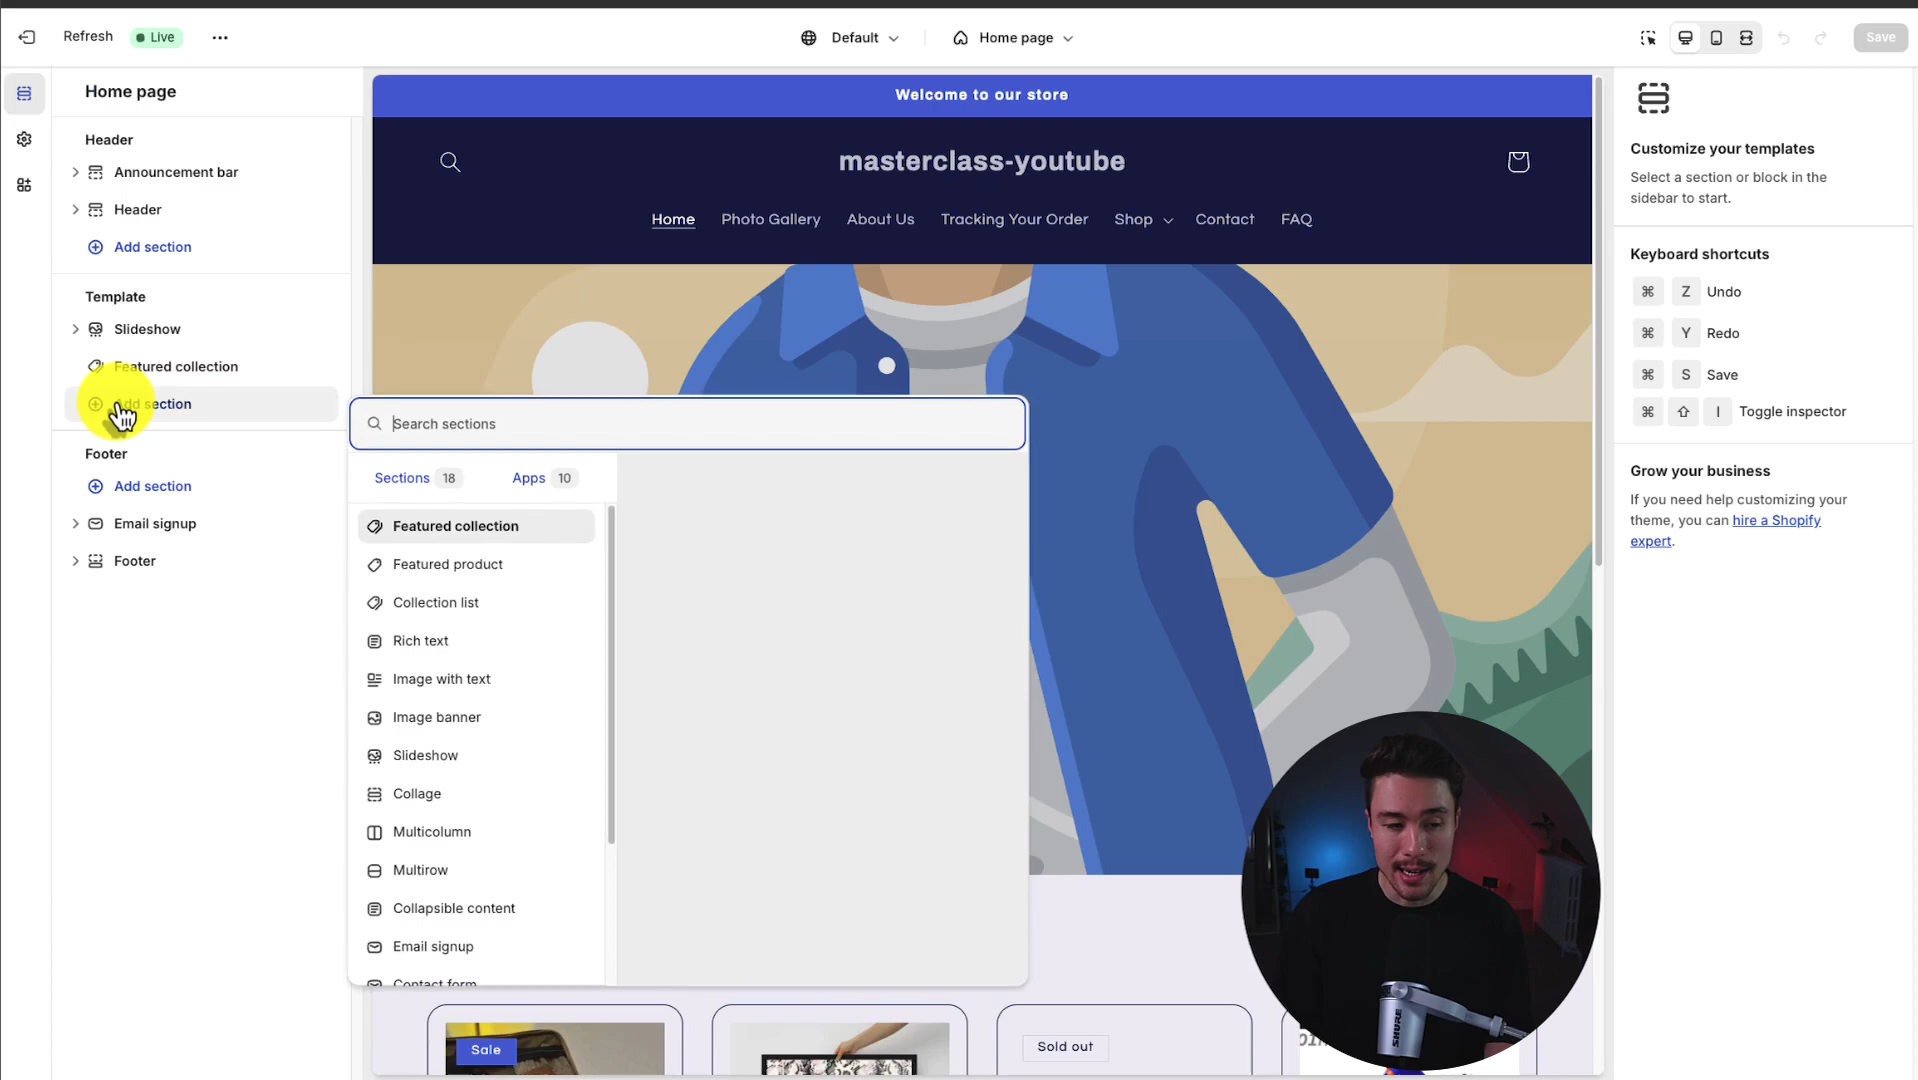 Refresh
Live
Default
Home page
Save
Home page
Header
Announcement bar
Header
Add section
Template
Slideshow
Featured collection
Add section
Footer
Add section
Email signup
Footer
Search sections
Sections 18
Apps 10
Featured collection
Featured product
Collection list
Rich text
Image with text
Image banner
Slideshow
Collage
Multicolumn
Multirow
Collapsible content
Email signup
Contact form
Welcome to our store
masterclass-youtube
Home
Photo Gallery
About Us
Tracking Your Order
Shop
Contact
FAQ
Sale
Sold out
SHURE
Customize your templates
Select a section or block in the
sidebar to start.
Keyboard shortcuts
⌘ Z Undo
⌘ Y Redo
⌘ S Save
⌘ ⇧ I Toggle inspector
Grow your business
If you need help customizing your
theme, you can hire a Shopify
expert.